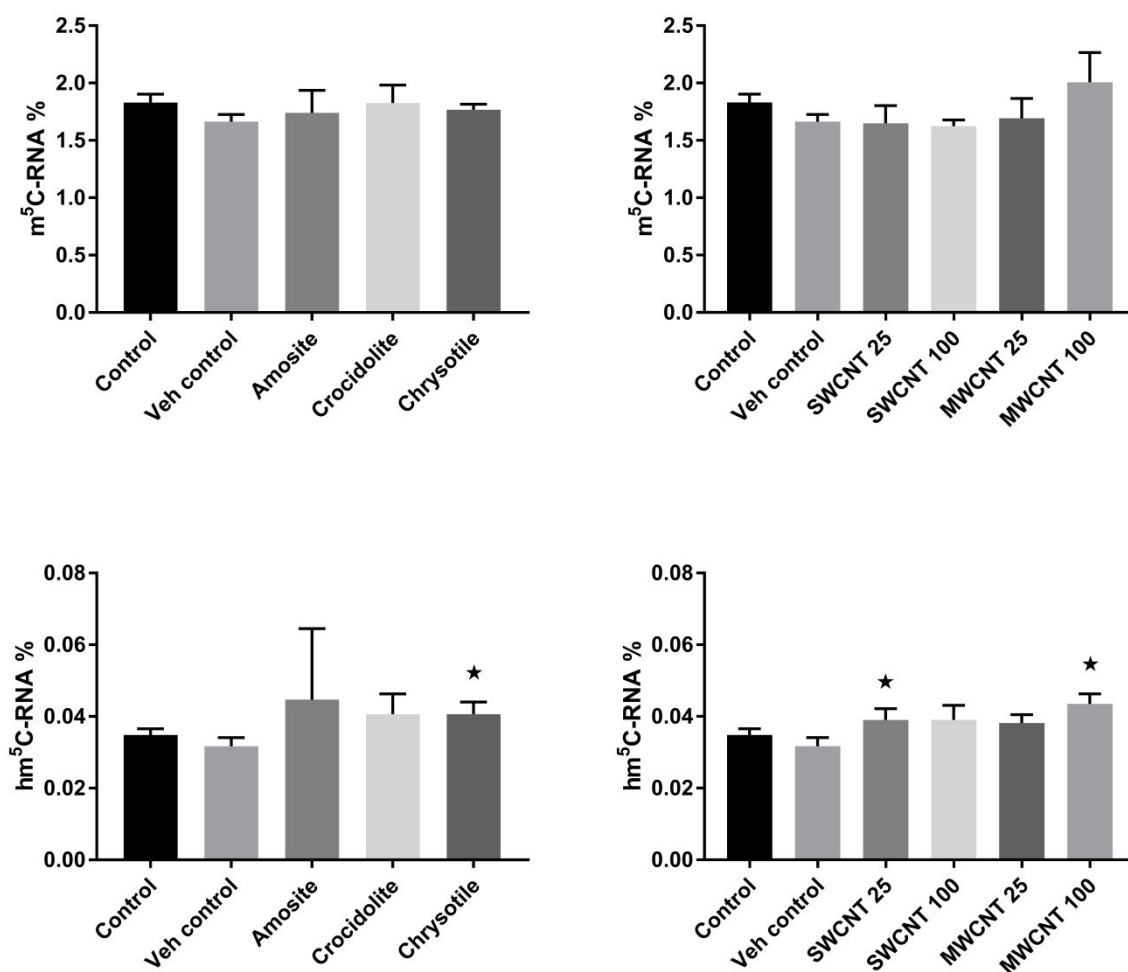 m⁵C-RNA %
2.5
2.0
1.5
1.0
0.5
0.0
Control
Veh control
Amosite
Crocidolite
Chrysotile
m⁵C-RNA %
2.5
2.0
1.5
1.0
0.5
0.0
Control
Veh control
SWCNT 25
SWCNT 100
MWCNT 25
MWCNT 100
hm⁵C-RNA %
0.08
0.06
0.04
0.02
0.00
★
Control
Veh control
Amosite
Crocidolite
Chrysotile
hm⁵C-RNA %
0.08
0.06
0.04
0.02
0.00
★
★
Control
Veh control
SWCNT 25
SWCNT 100
MWCNT 25
MWCNT 100